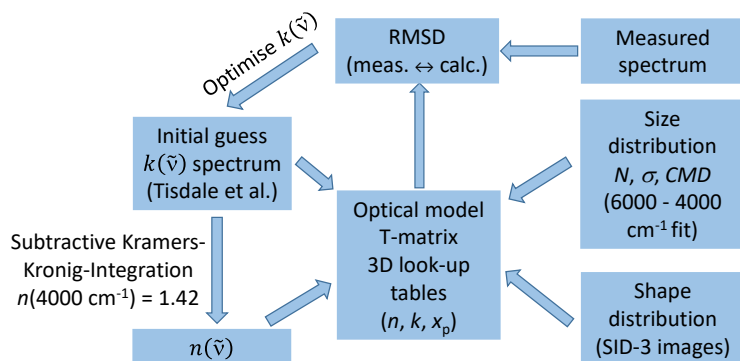 Optimise k(ṽ)
RMSD
(meas. ↔ calc.)
Measured
spectrum
Initial guess
k(ṽ) spectrum
(Tisdale et al.)
Size
distribution
N, σ, CMD
(6000 - 4000
cm⁻¹ fit)
Subtractive Kramers-
Kronig-Integration
n(4000 cm⁻¹) = 1.42
Optical model
T-matrix
3D look-up
tables
(n, k, xₚ)
n(ṽ)
Shape
distribution
(SID-3 images)